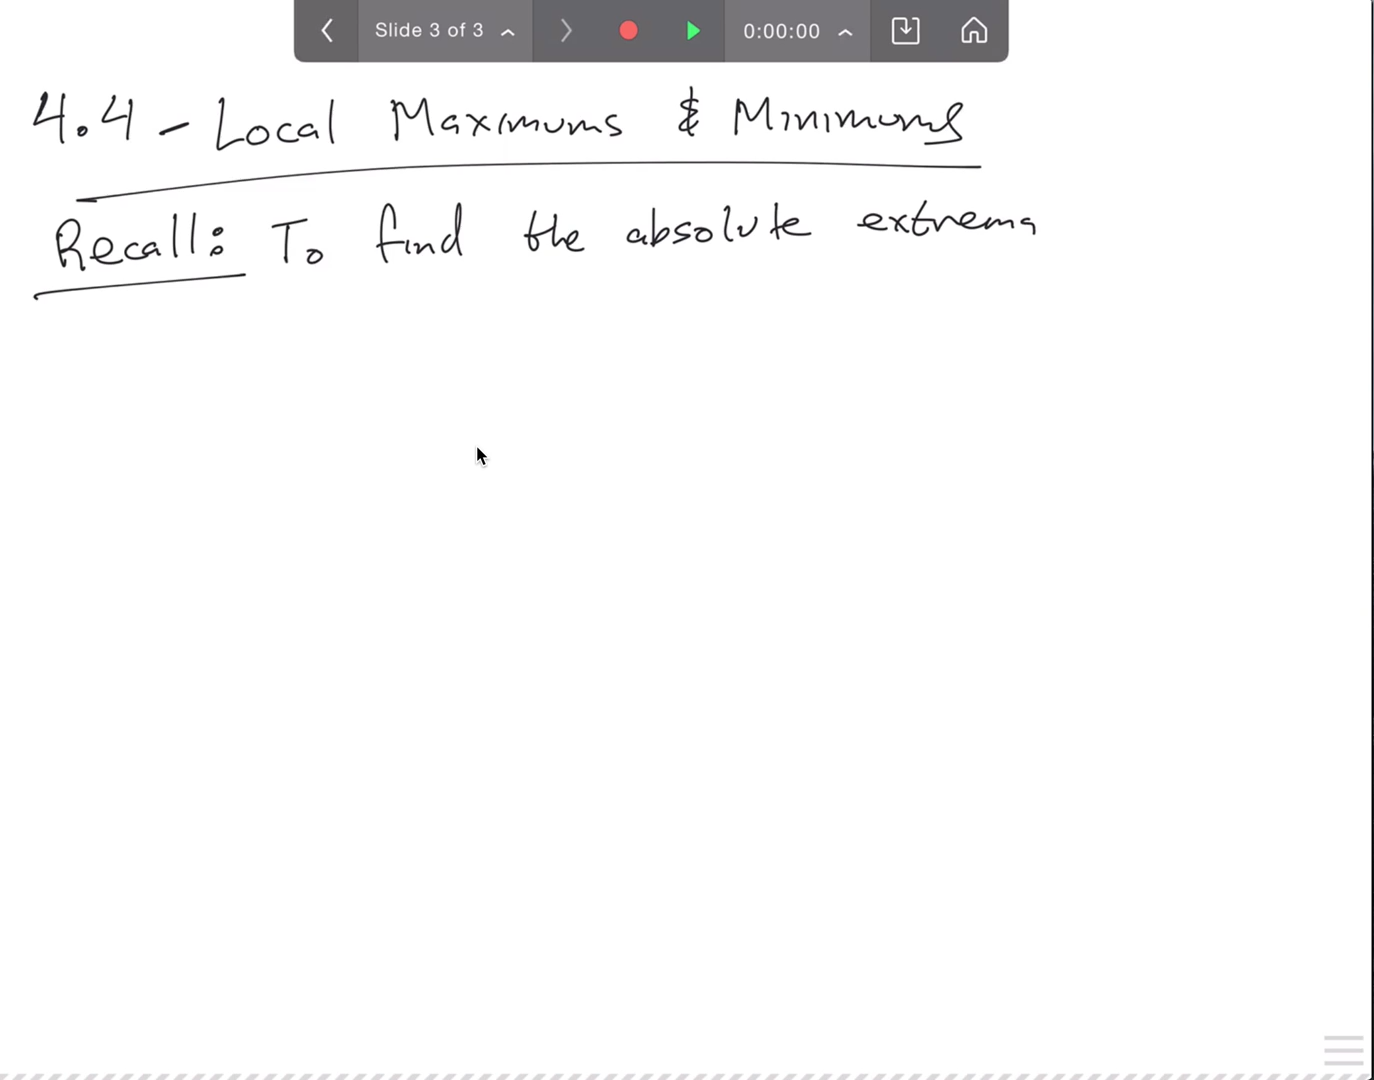 Slide 3 of 3 0:00:00
4.4 - Local Maximums & Minimums
Recall: To find the absolute extrema